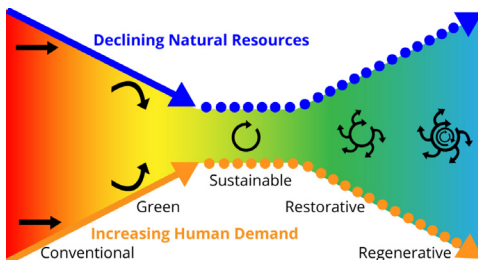 Declining Natural Resources
Sustainable
Green
Restorative
Increasing Human Demand
Conventional
Regenerative